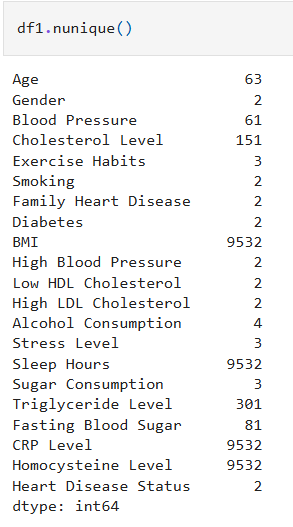 df1.nunique()
Age 63
Gender 2
Blood Pressure 61
Cholesterol Level 151
Exercise Habits 3
Smoking 2
Family Heart Disease 2
Diabetes 2
BMI 9532
High Blood Pressure 2
Low HDL Cholesterol 2
High LDL Cholesterol 2
Alcohol Consumption 4
Stress Level 3
Sleep Hours 9532
Sugar Consumption 3
Triglyceride Level 301
Fasting Blood Sugar 81
CRP Level 9532
Homocysteine Level 9532
Heart Disease Status 2
dtype: int64